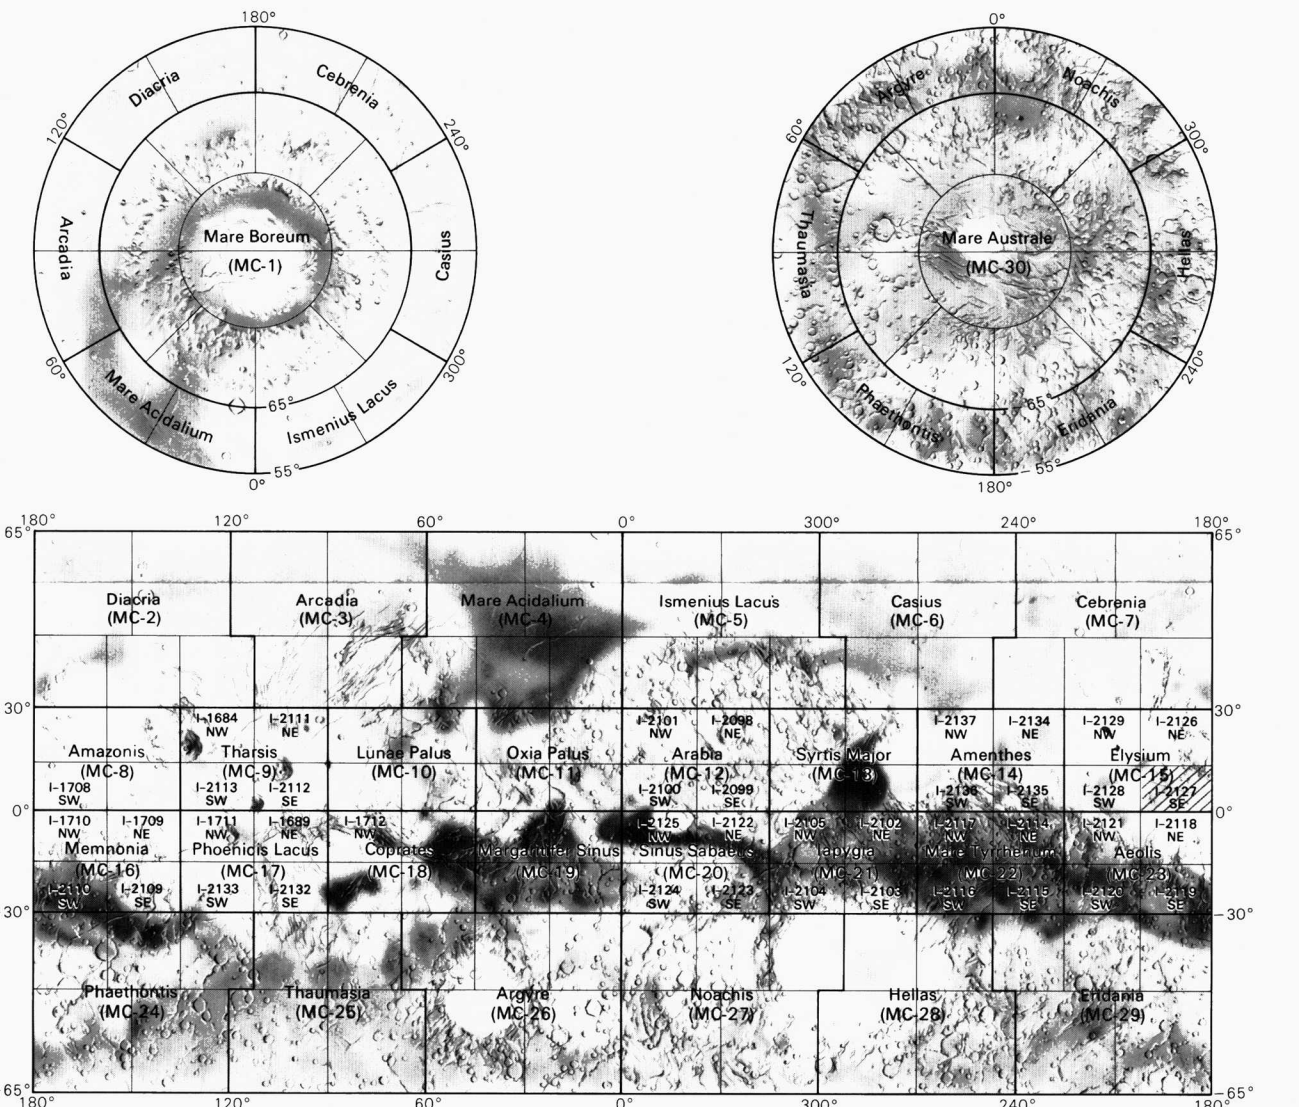 180°
Diacria
Cebrenia
120°
240°
Arcadia
Mare Boreum
(MC-1)
Casius
60°
300°
Mare Acidalium
65°
Ismenius Lacus
55°
0°
0°
Argyre
Noachis
60°
300°
Thaumasia
Mare Australe
(MC-30)
Hellas
120°
240°
Phaethontis
-65°
Eridania
-55°
180°
180° 120° 60° 0° 300° 240° 180°
65° 65°
Diacria Arcadia Mare Acidalium Ismenius Lacus Casius Cebrenia
(MC-2) (MC-3) (MC-4) (MC-5) (MC-6) (MC-7)
30° 30°
I-1684 I-2111 I-2101 I-2098 I-2137 I-2134 I-2129 I-2126
NW NE NW NE NW NE NW NE
Amazonis Tharsis Lunae Palus Oxia Palus Arabia Syrtis Major Amenthes Elysium
(MC-8) (MC-9) (MC-10) (MC-11) (MC-12) (MC-13) (MC-14) (MC-15)
I-1708 I-2113 I-2112 I-2100 I-2099 I-2136 I-2135 I-2128 I-2127
SW SW SE SW SE SW SE SW SE
0° 0°
I-1710 I-1709 I-1711 I-1689 I-1712 I-2125 I-2122 I-2105 I-2102 I-2117 I-2114 I-2121 I-2118
NW NE NW NE NW NW NE NW NE NW NE NW NE
Memnonia Phoenicis Lacus Coprates Margaritifer Sinus Sinus Sabaeus Iapygia Mare Tyrrhenum Aeolis
(MC-16) (MC-17) (MC-18) (MC-19) (MC-20) (MC-21) (MC-22) (MC-23)
I-2110 I-2109 I-2133 I-2132 I-2124 I-2123 I-2104 I-2103 I-2116 I-2115 I-2120 I-2119
SW SE SW SE SW SE SW SE SW SE SW SE
-30° -30°
Phaethontis Thaumasia Argyre Noachis Hellas Eridania
(MC-24) (MC-25) (MC-26) (MC-27) (MC-28) (MC-29)
-65° -65°
180° 120° 60° 0° 300° 240° 180°